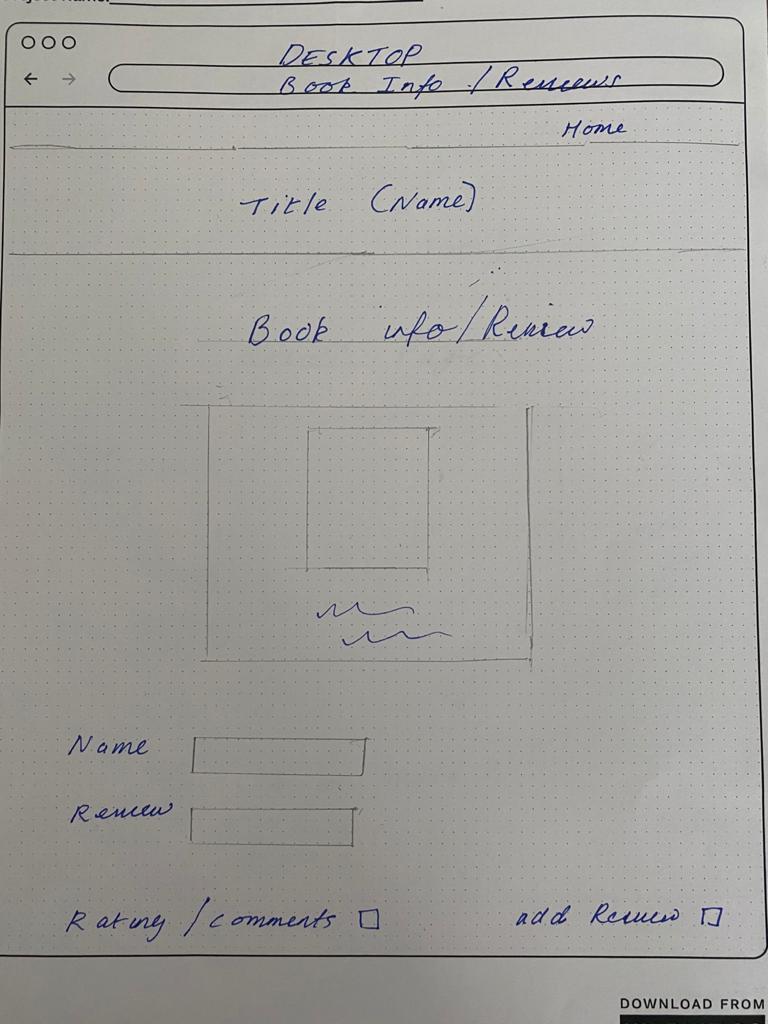 DESKTOP
Book Info / Reviews
Home
Title (Name)
Book info/Review
Name
Review
Rating / comments
add Review
DOWNLOAD FROM